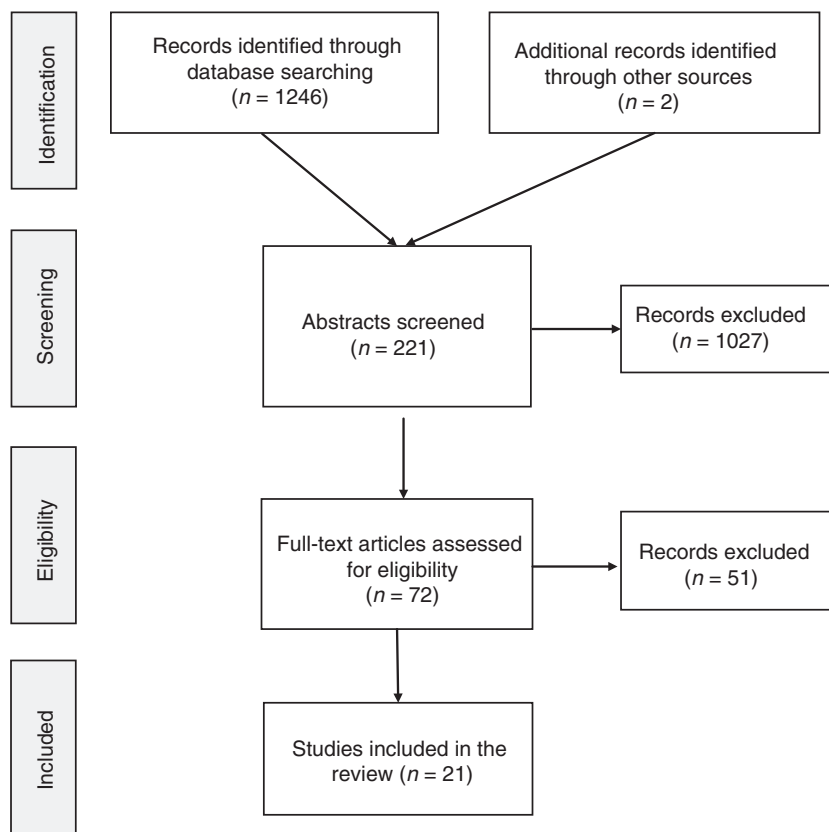 Identification
Records identified through
database searching
(n = 1246)
Additional records identified
through other sources
(n = 2)
Screening
Abstracts screened
(n = 221)
Records excluded
(n = 1027)
Eligibility
Full-text articles assessed
for eligibility
(n = 72)
Records excluded
(n = 51)
Included
Studies included in the
review (n = 21)